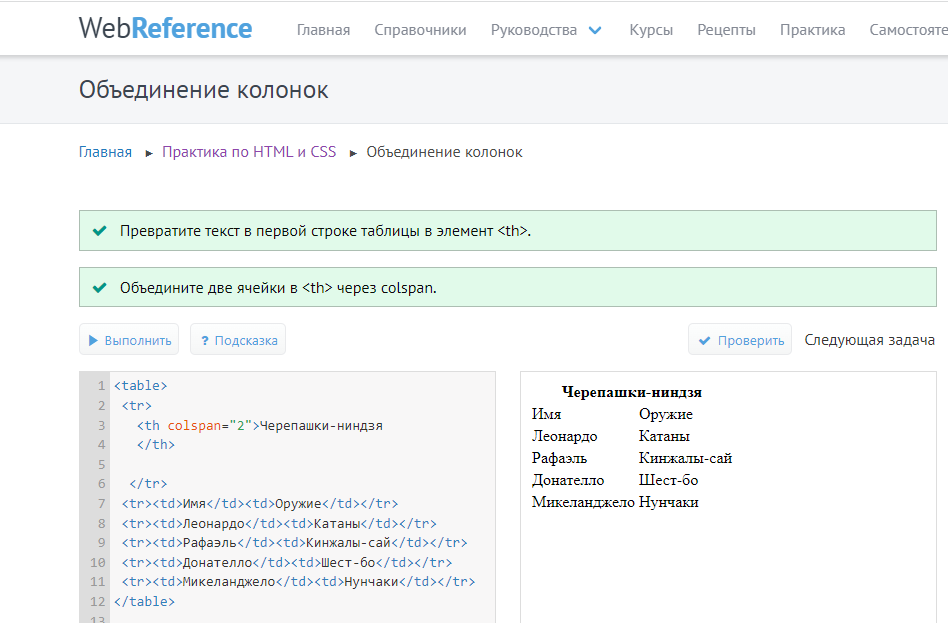 WebReference Главная Справочники Руководства Курсы Рецепты Практика Самостояте
Объединение колонок
Главная ► Практика по HTML и CSS ► Объединение колонок
Превратите текст в первой строке таблицы в элемент <th>.
Объедините две ячейки в <th> через colspan.
Выполнить ? Подсказка Проверить Следующая задача
1 <table>
2 <tr>
3 <th colspan="2">Черепашки-ниндзя
4 </th>
5
6 </tr>
7 <tr><td>Имя</td><td>Оружие</td></tr>
8 <tr><td>Леонардо</td><td>Катаны</td></tr>
9 <tr><td>Рафаэль</td><td>Кинжалы-сай</td></tr>
10 <tr><td>Донателло</td><td>Шест-бо</td></tr>
11 <tr><td>Микеланджело</td><td>Нунчаки</td></tr>
12 </table>
13
Черепашки-ниндзя
Имя Оружие
Леонардо Катаны
Рафаэль Кинжалы-сай
Донателло Шест-бо
Микеланджело Нунчаки